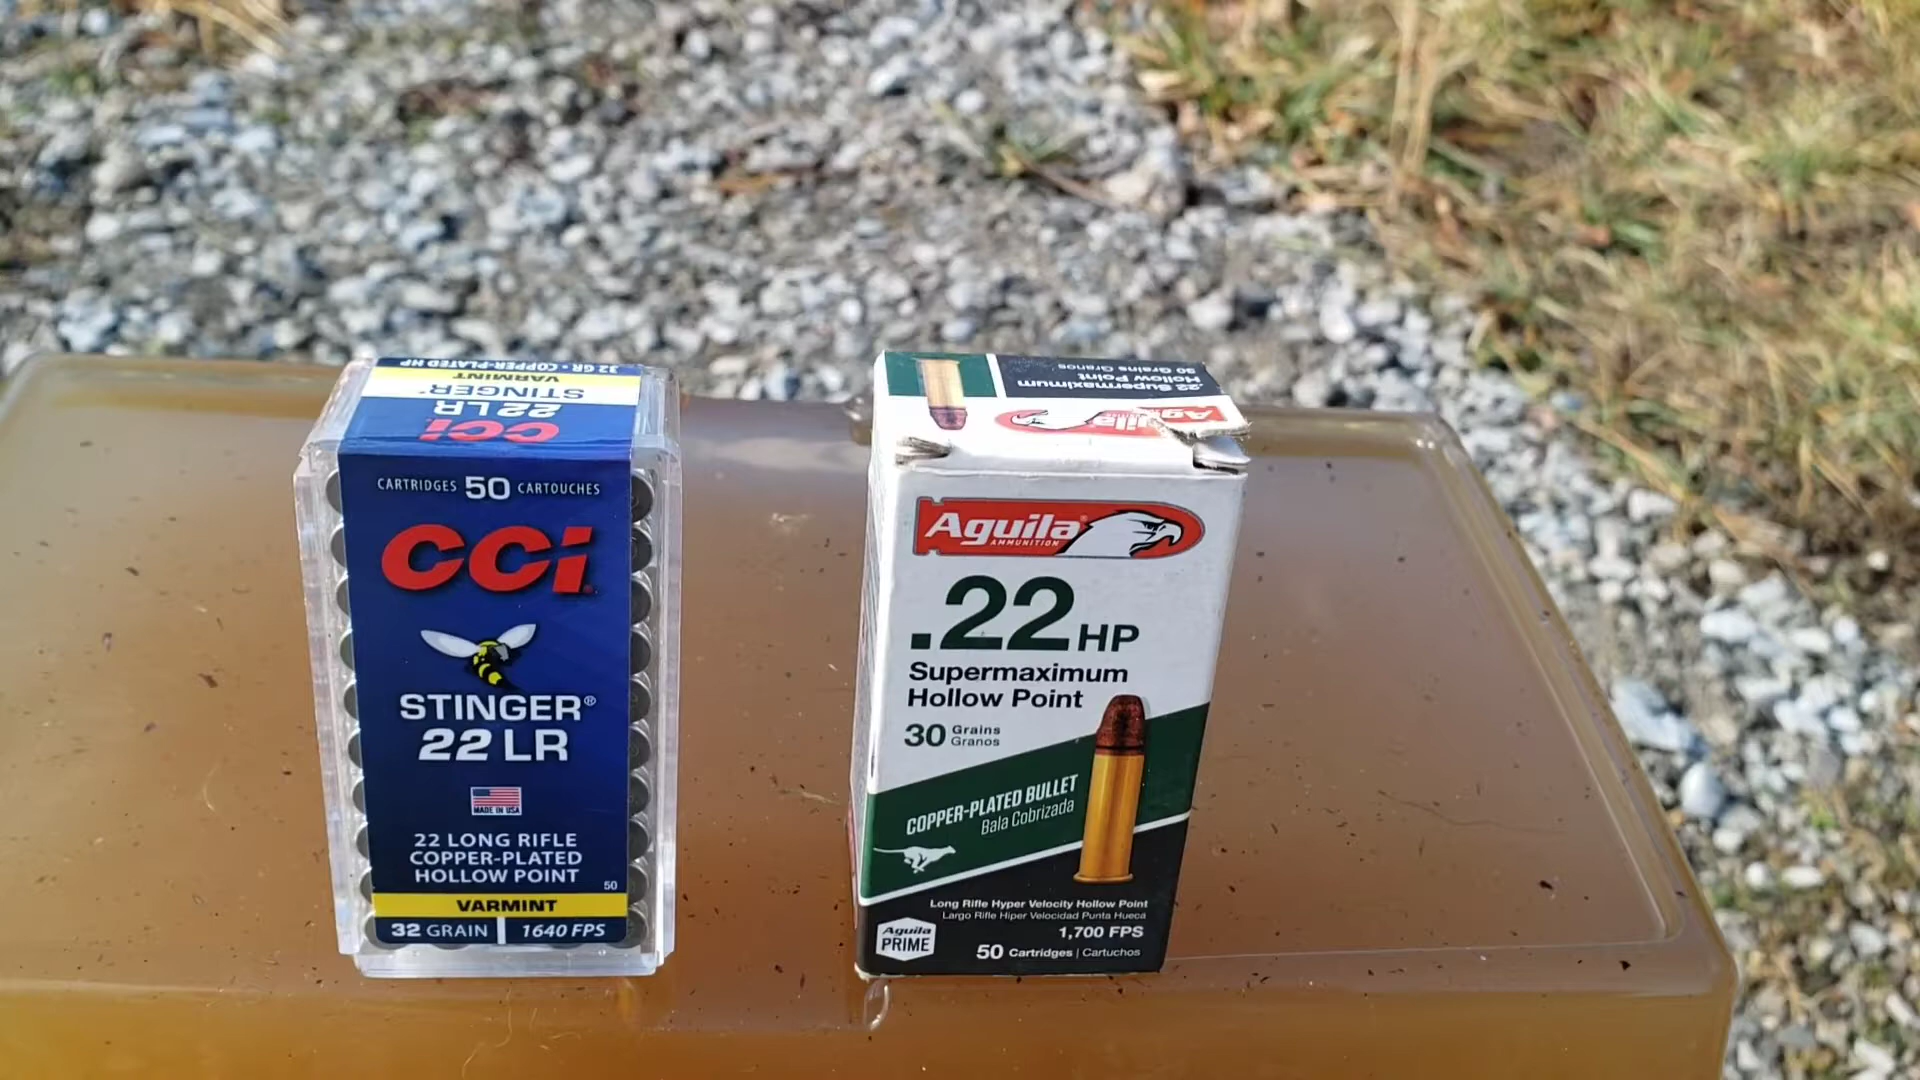 32 GR • COPPER-PLATED HP
VARMINT
STINGER®
22 LR
CCI
CARTRIDGES 50 CARTOUCHES
CCI
STINGER®
22 LR
MADE IN USA
22 LONG RIFLE
COPPER-PLATED
HOLLOW POINT
50
VARMINT
32 GRAIN 1640 FPS
.22 Supermaximum
Hollow Point
30 Grains Granos
Aguila
Aguila®
AMMUNITION
.22 HP
Supermaximum
Hollow Point
30 Grains
Granos
COPPER-PLATED BULLET
Bala Cobrizada
Long Rifle Hyper Velocity Hollow Point
Largo Rifle Hiper Velocidad Punta Hueca
1,700 FPS
Aguila
PRIME
50 Cartridges | Cartuchos